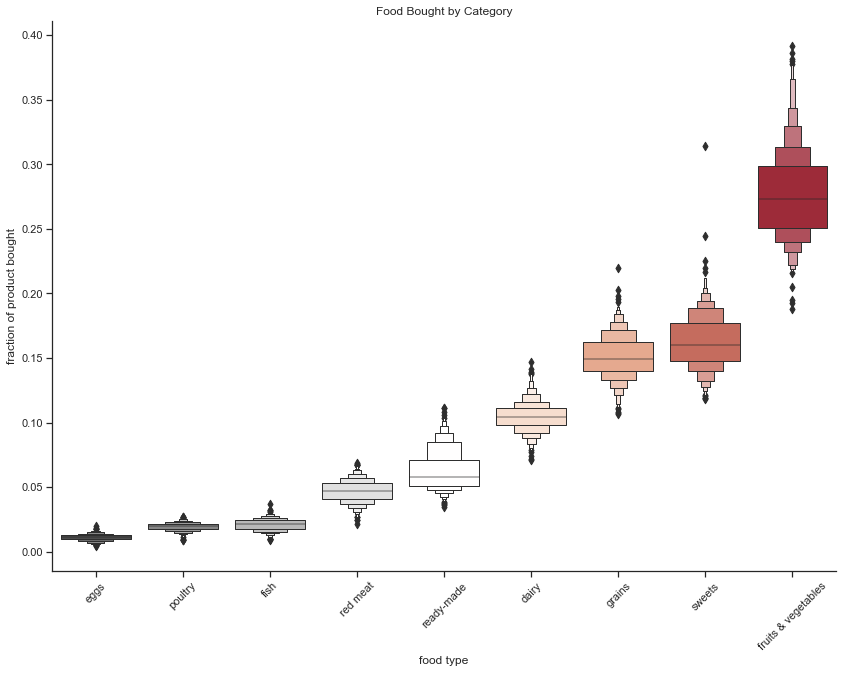 Food Bought by Category
fraction of product bought
0.40
0.35
0.30
0.25
0.20
0.15
0.10
0.05
0.00
eggs
poultry
fish
red meat
ready-made
dairy
grains
sweets
fruits & vegetables
food type